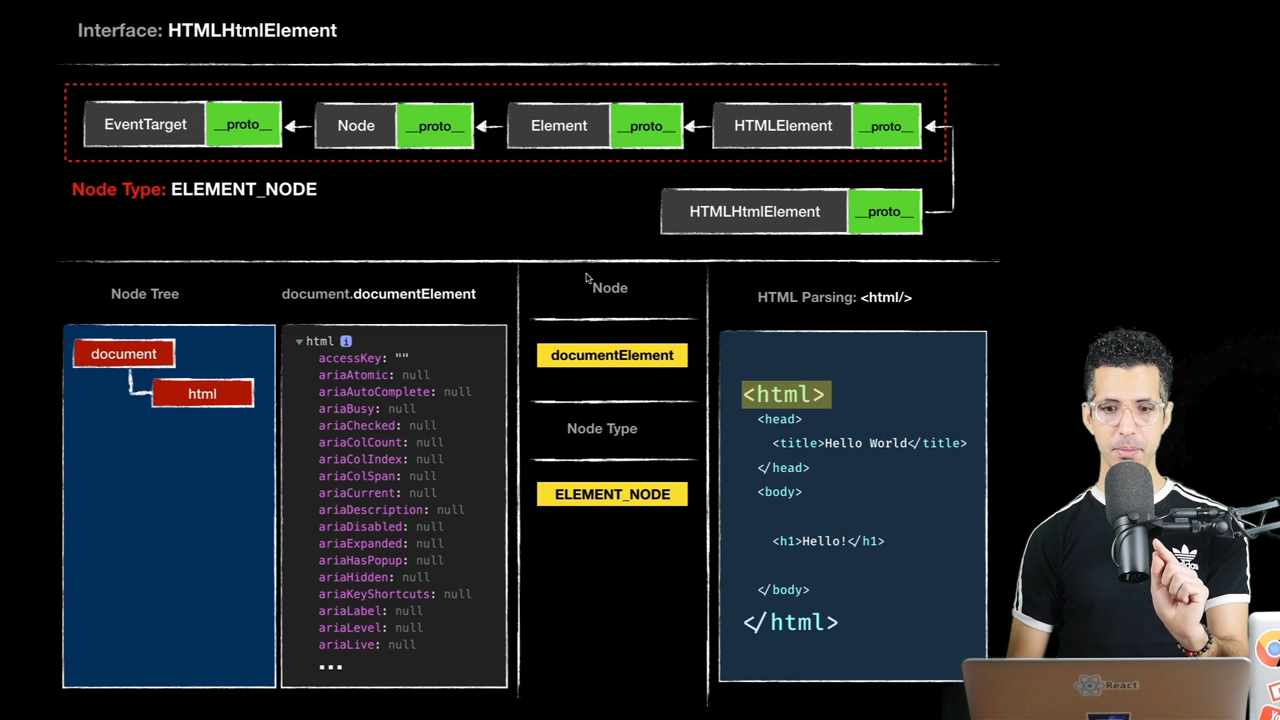 Interface: HTMLHtmlElement
EventTarget __proto__ Node __proto__ Element __proto__ HTMLElement __proto__
Node Type: ELEMENT_NODE
HTMLHtmlElement __proto__
Node Tree
document
html
document.documentElement
html i
accessKey: ""
ariaAtomic: null
ariaAutoComplete: null
ariaBusy: null
ariaChecked: null
ariaColCount: null
ariaColIndex: null
ariaColSpan: null
ariaCurrent: null
ariaDescription: null
ariaDisabled: null
ariaExpanded: null
ariaHasPopup: null
ariaHidden: null
ariaKeyShortcuts: null
ariaLabel: null
ariaLevel: null
ariaLive: null
...
Node
documentElement
Node Type
ELEMENT_NODE
HTML Parsing: <html/>
<html>
<head>
<title>Hello World</title>
</head>
<body>
<h1>Hello!</h1>
</body>
</html>
adidas
React